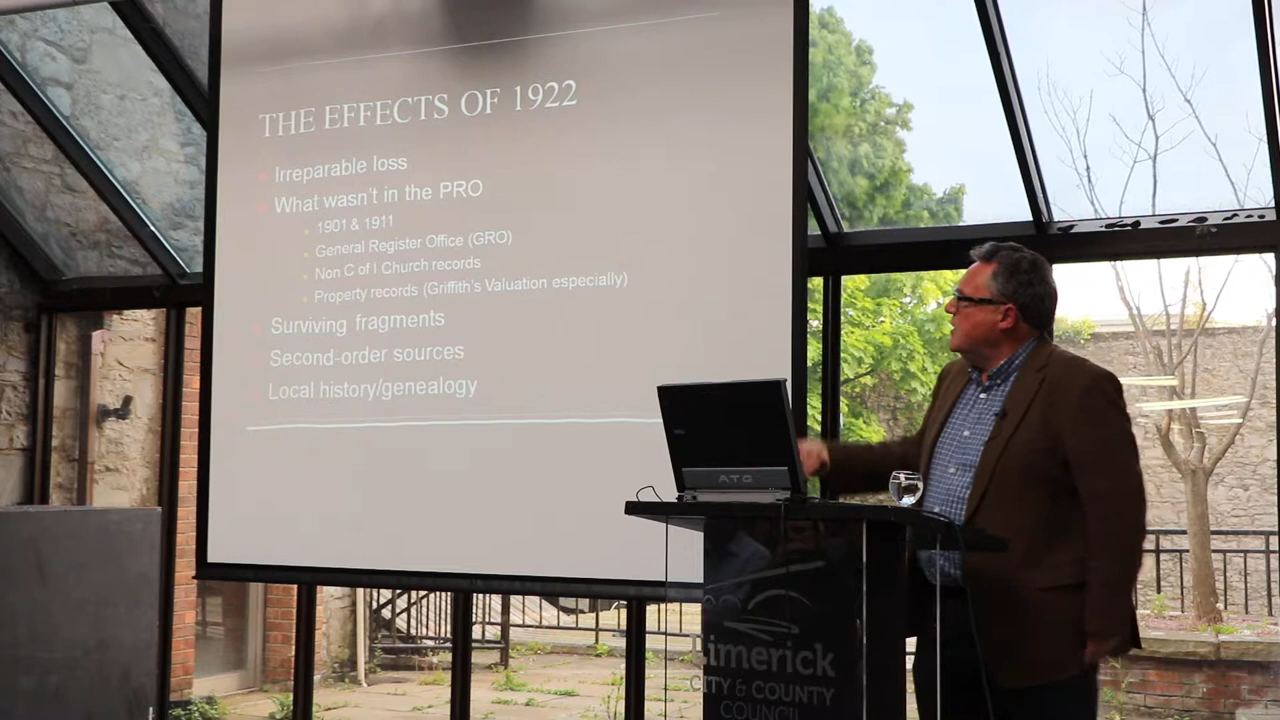 THE EFFECTS OF 1922
Irreparable loss
What wasn't in the PRO
1901 & 1911
General Register Office (GRO)
Non C of I Church records
Property records (Griffith's Valuation especially)
Surviving fragments
Second-order sources
Local history/genealogy
ATG
Limerick
CITY & COUNTY
COUNCIL